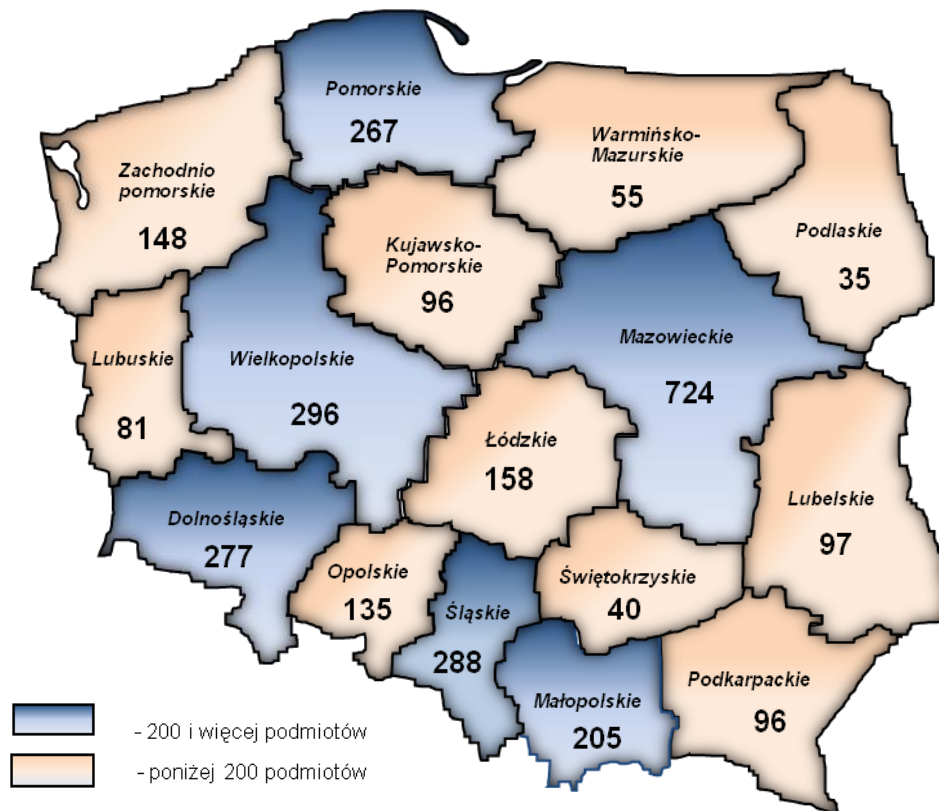 Pomorskie
267
Warmińsko-
Mazurskie
55
Zachodnio
pomorskie
148
Podlaskie
35
Kujawsko-
Pomorskie
96
Mazowieckie
724
Lubuskie
81
Wielkopolskie
296
Łódzkie
158
Lubelskie
97
Dolnośląskie
277
Opolskie
135
Śląskie
288
Świętokrzyskie
40
Małopolskie
205
Podkarpackie
96
- 200 i więcej podmiotów
- poniżej 200 podmiotów